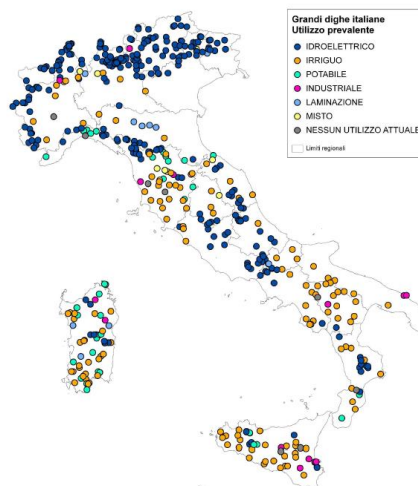 Grandi dighe italiane
Utilizzo prevalente
IDROELETTRICO
IRRIGUO
POTABILE
INDUSTRIALE
LAMINAZIONE
MISTO
NESSUN UTILIZZO ATTUALE
Limiti regionali